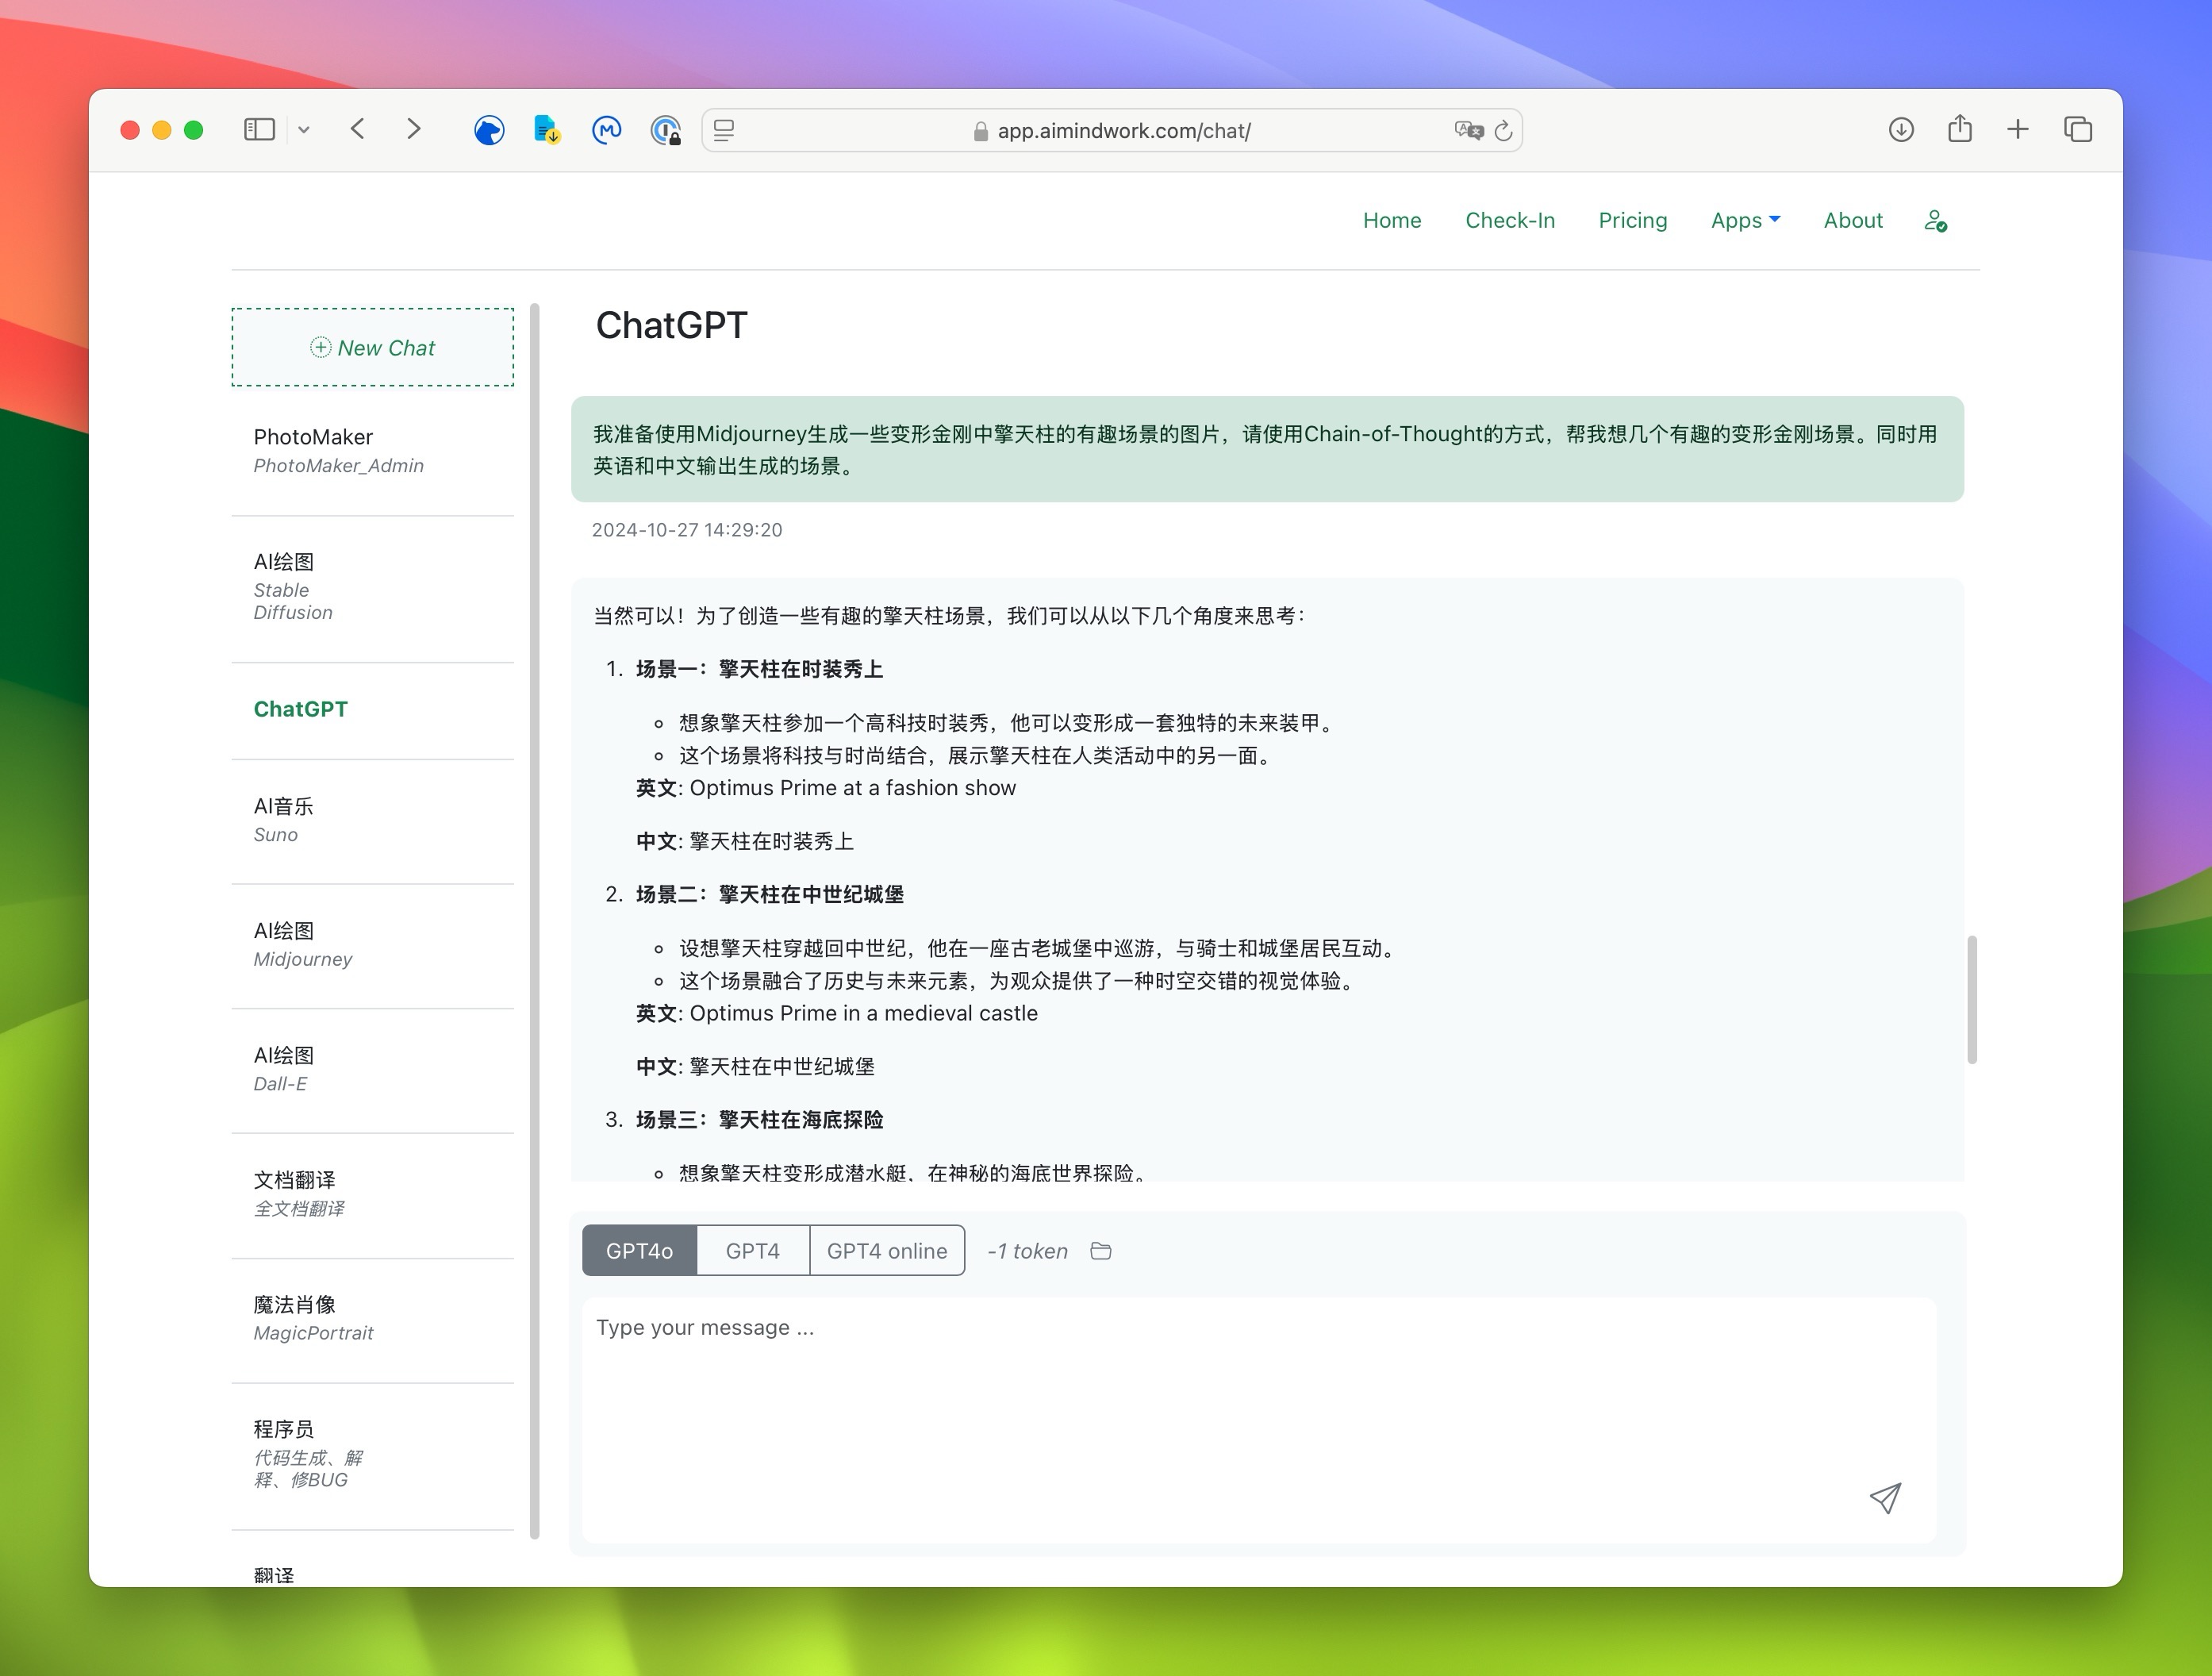 app.aimindwork.com/chat/
Home
Check-In
Pricing
Apps
About
New Chat
PhotoMaker
PhotoMaker_Admin
AI绘图
Stable
Diffusion
ChatGPT
AI音乐
Suno
AI绘图
Midjourney
AI绘图
Dall-E
文档翻译
全文档翻译
魔法肖像
MagicPortrait
程序员
代码生成、解
释、修BUG
翻译
ChatGPT
我准备使用Midjourney生成一些变形金刚中擎天柱的有趣场景的图片，请使用Chain-of-Thought的方式，帮我想几个有趣的变形金刚场景。同时用
英语和中文输出生成的场景。
2024-10-27 14:29:20
当然可以！为了创造一些有趣的擎天柱场景，我们可以从以下几个角度来思考：
1. 场景一：擎天柱在时装秀上
想象擎天柱参加一个高科技时装秀，他可以变形成一套独特的未来装甲。
这个场景将科技与时尚结合，展示擎天柱在人类活动中的另一面。
英文: Optimus Prime at a fashion show
中文: 擎天柱在时装秀上
2. 场景二：擎天柱在中世纪城堡
设想擎天柱穿越回中世纪，他在一座古老城堡中巡游，与骑士和城堡居民互动。
这个场景融合了历史与未来元素，为观众提供了一种时空交错的视觉体验。
英文: Optimus Prime in a medieval castle
中文: 擎天柱在中世纪城堡
3. 场景三：擎天柱在海底探险
想象擎天柱变形成潜水艇，在神秘的海底世界探险。
GPT4o
GPT4
GPT4 online
-1 token
Type your message ...